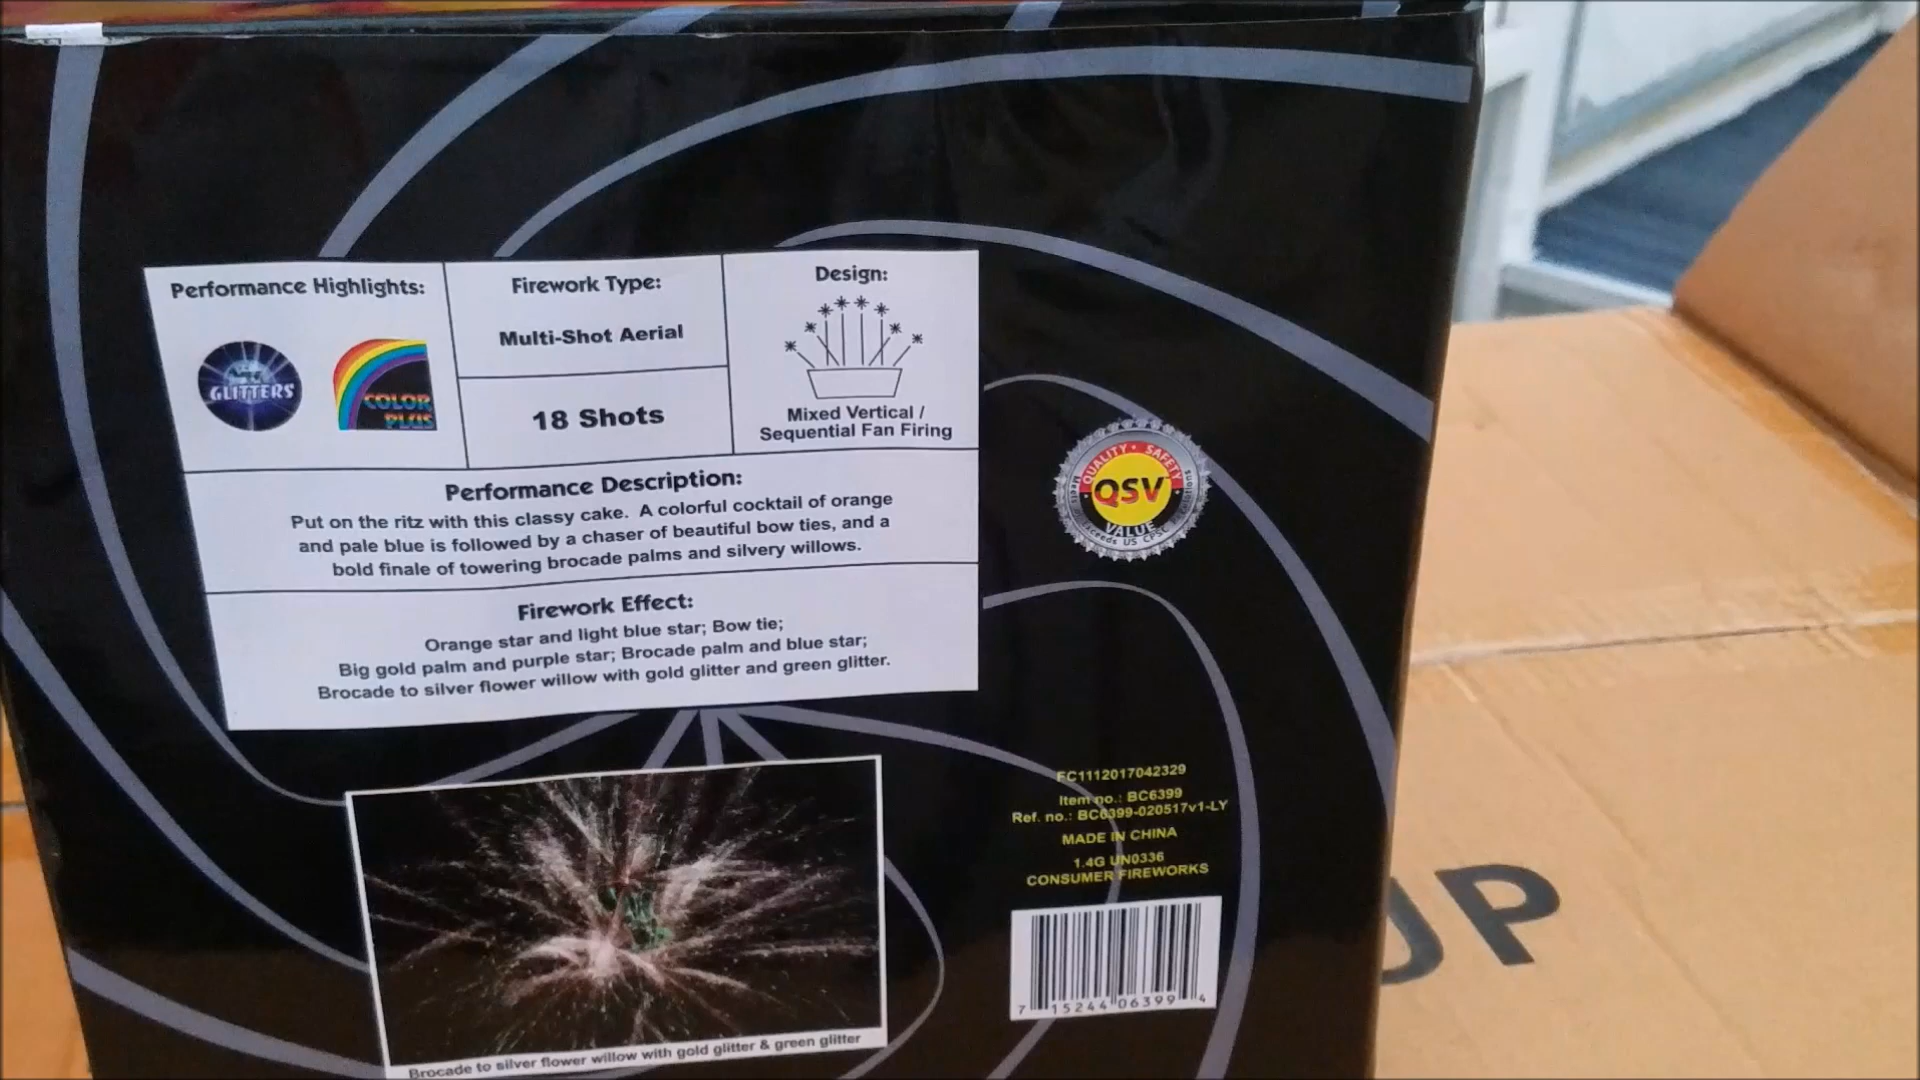 Performance Highlights:
GLITTERS
COLOR
PLUS
Firework Type:
Multi-Shot Aerial
18 Shots
Design:
Mixed Vertical /
Sequential Fan Firing
Performance Description:
Put on the ritz with this classy cake. A colorful cocktail of orange
and pale blue is followed by a chaser of beautiful bow ties, and a
bold finale of towering brocade palms and silvery willows.
Firework Effect:
Orange star and light blue star; Bow tie;
Big gold palm and purple star; Brocade palm and blue star;
Brocade to silver flower willow with gold glitter and green glitter.
QUALITY • SAFETY
QSV
VALUE
Brocade to silver flower willow with gold glitter & green glitter
FC1112017042329
Item no.: BC6399
Ref. no.: BC6399-020517v1-LY
MADE IN CHINA
1.4G UN0336
CONSUMER FIREWORKS
7 15244 06399 4
UP